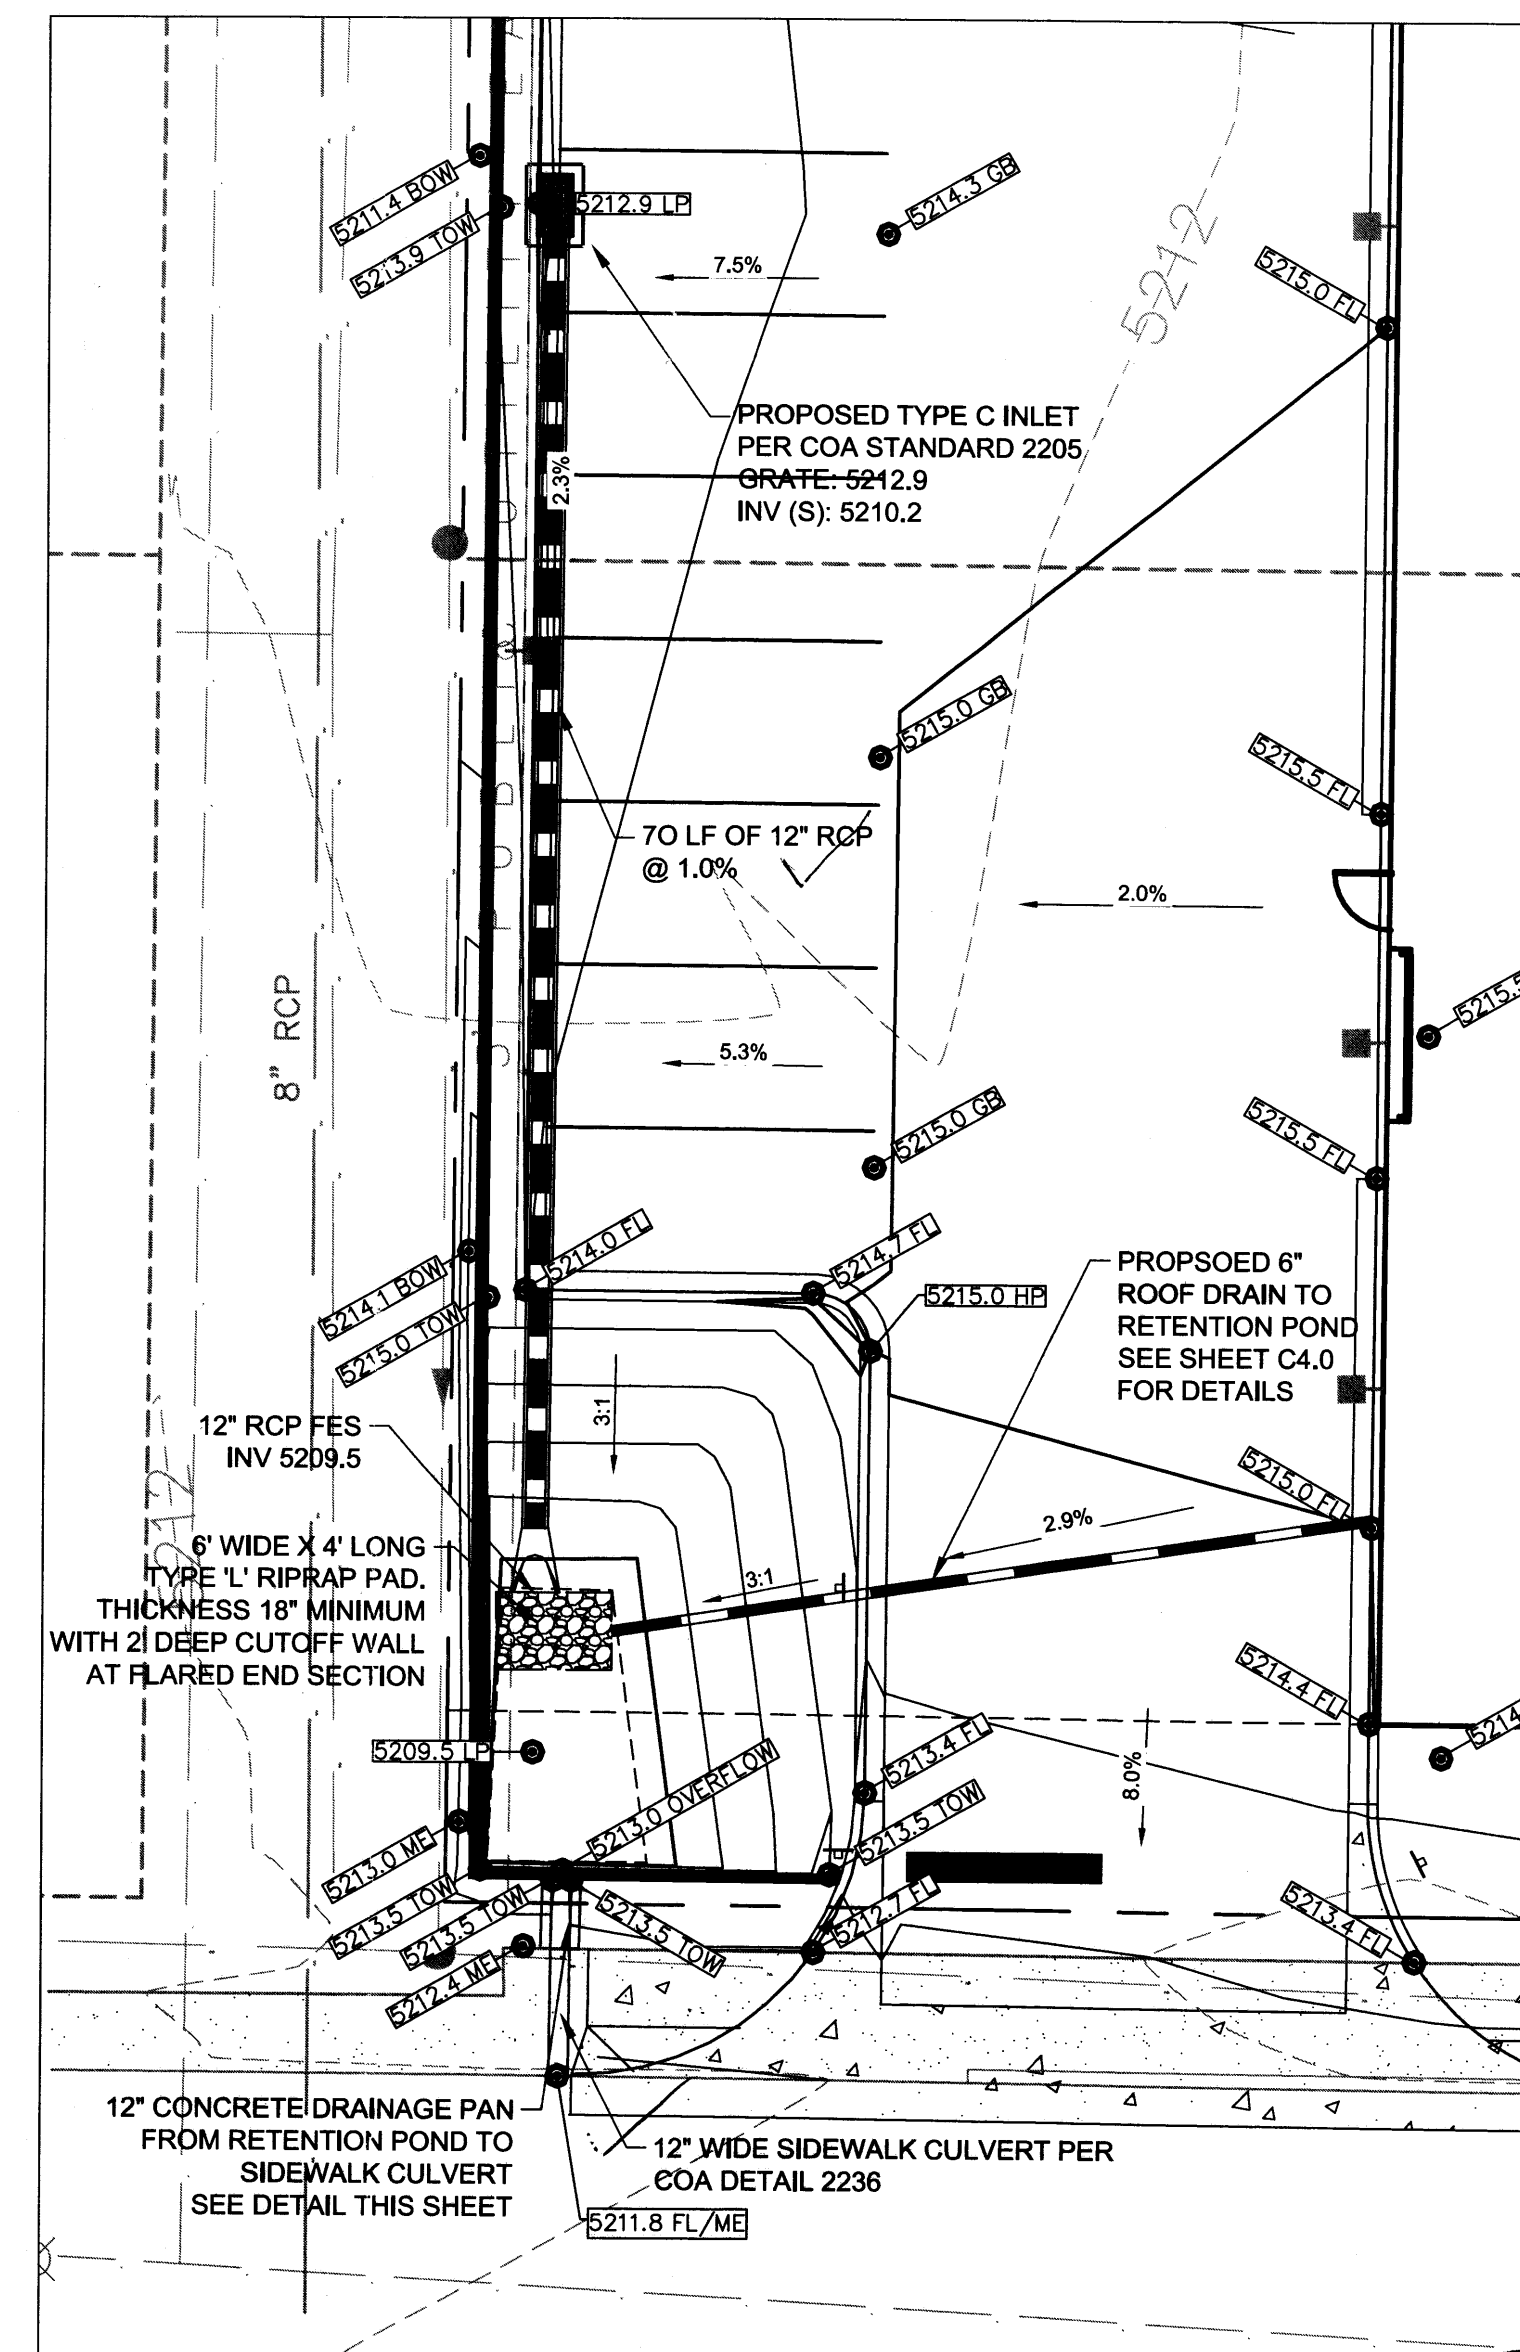 5211.4 BOW
5213.9 TOW
5212.9 LP
5214.3 GB
5212
7.5%
5215.0 FL
PROPOSED TYPE C INLET
PER COA STANDARD 2205
GRATE: 5212.9
INV (S): 5210.2
2.3%
5215.0 GB
5215.5 FL
7O LF OF 12" RCP
@ 1.0%
2.0%
8" RCP
5215.5
5.3%
5215.0 GB
5215.5 FL
5214.0 FL
5214.7 FL
5214.1 BOW
5215.0 TOW
5215.0 HP
PROPSOED 6"
ROOF DRAIN TO
RETENTION POND
SEE SHEET C4.0
FOR DETAILS
3:1
12" RCP FES
INV 5209.5
5212
5215.0 FL
2.9%
6' WIDE X 4' LONG
TYPE 'L' RIPRAP PAD.
THICKNESS 18" MINIMUM
WITH 2' DEEP CUTOFF WALL
AT FLARED END SECTION
3:1
5214.4 FL
5214
5209.5 LP
5213.0 OVERFLOW
5213.4 FL
8.0%
5213.5 TOW
5213.0 ME
5213.5 TOW
5213.5 TOW
5213.5 TOW
5212.7 FL
5213.4 FL
5212.4 ME
12" CONCRETE DRAINAGE PAN
FROM RETENTION POND TO
SIDEWALK CULVERT
SEE DETAIL THIS SHEET
12" WIDE SIDEWALK CULVERT PER
COA DETAIL 2236
5211.8 FL/ME